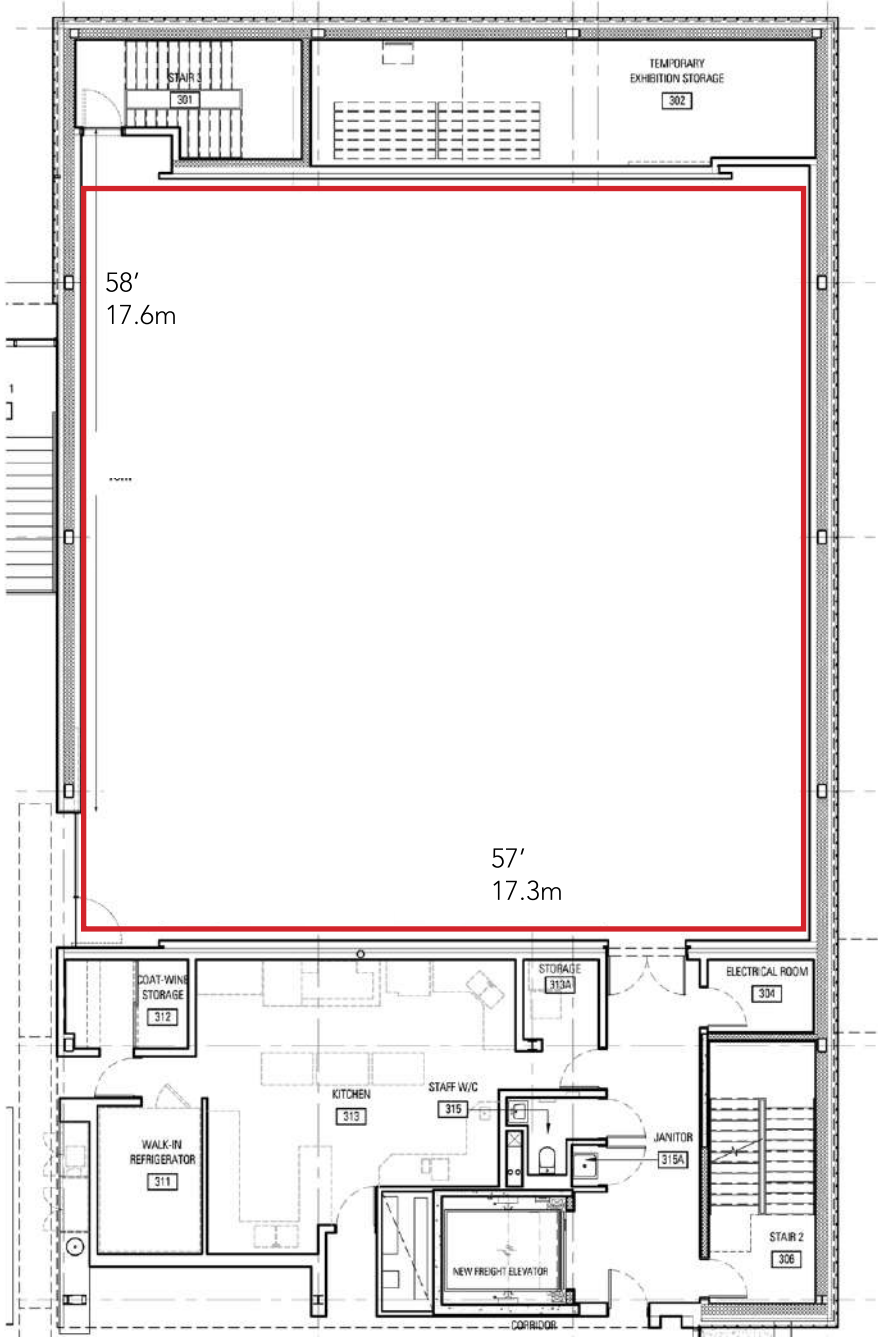 STAIR 3
301
TEMPORARY
EXHIBITION STORAGE
302
58’
17.6m
1
57’
17.3m
COAT-WINE
STORAGE
312
STORAGE
313A
ELECTRICAL ROOM
304
KITCHEN
313
STAFF W/C
315
WALK-IN
REFRIGERATOR
311
JANITOR
315A
STAIR 2
306
NEW FREIGHT ELEVATOR
CORRIDOR